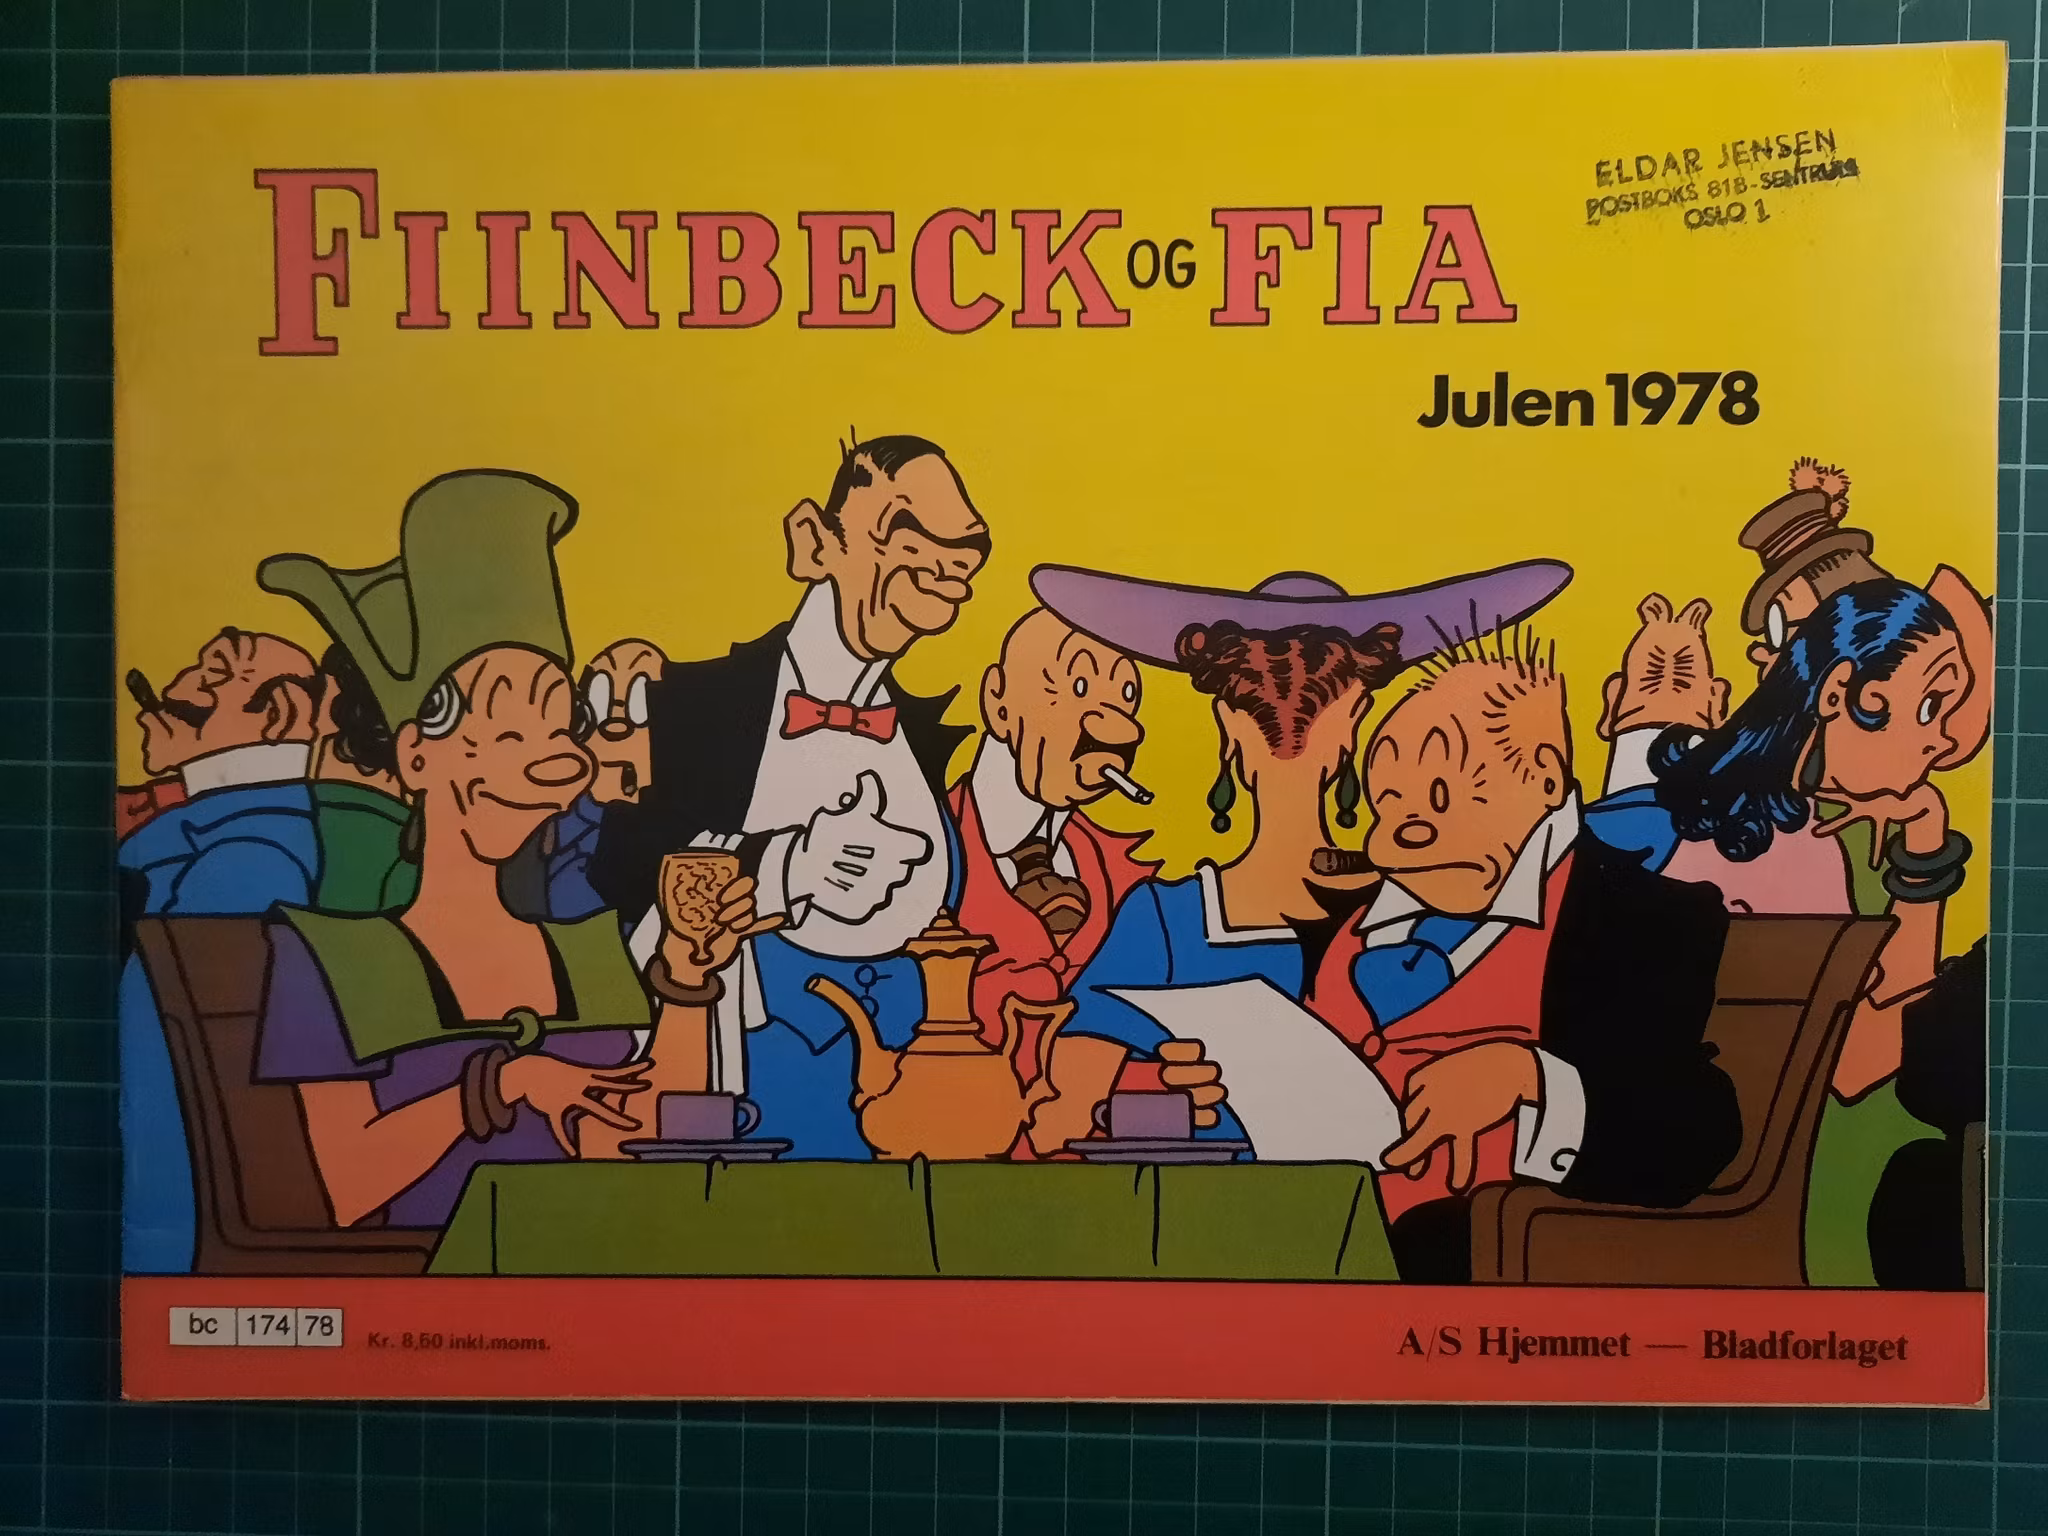 FIINBECK OG FIA
ELDAR JENSEN
POSTBOKS 818-SENTRUM
OSLO 1
Julen 1978
bc 174 78
Kr. 8,50 inkl.moms.
A/S Hjemmet — Bladforlaget